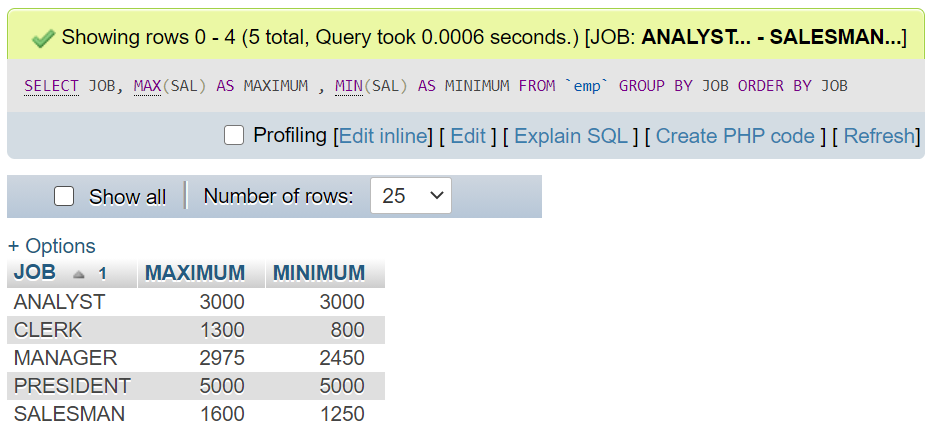 Showing rows 0 - 4 (5 total, Query took 0.0006 seconds.) [JOB: ANALYST... - SALESMAN...]
SELECT JOB, MAX(SAL) AS MAXIMUM , MIN(SAL) AS MINIMUM FROM `emp` GROUP BY JOB ORDER BY JOB
Profiling [Edit inline] [ Edit ] [ Explain SQL ] [ Create PHP code ] [ Refresh]
Show all Number of rows: 25
+ Options
JOB 1 MAXIMUM MINIMUM
ANALYST 3000 3000
CLERK 1300 800
MANAGER 2975 2450
PRESIDENT 5000 5000
SALESMAN 1600 1250